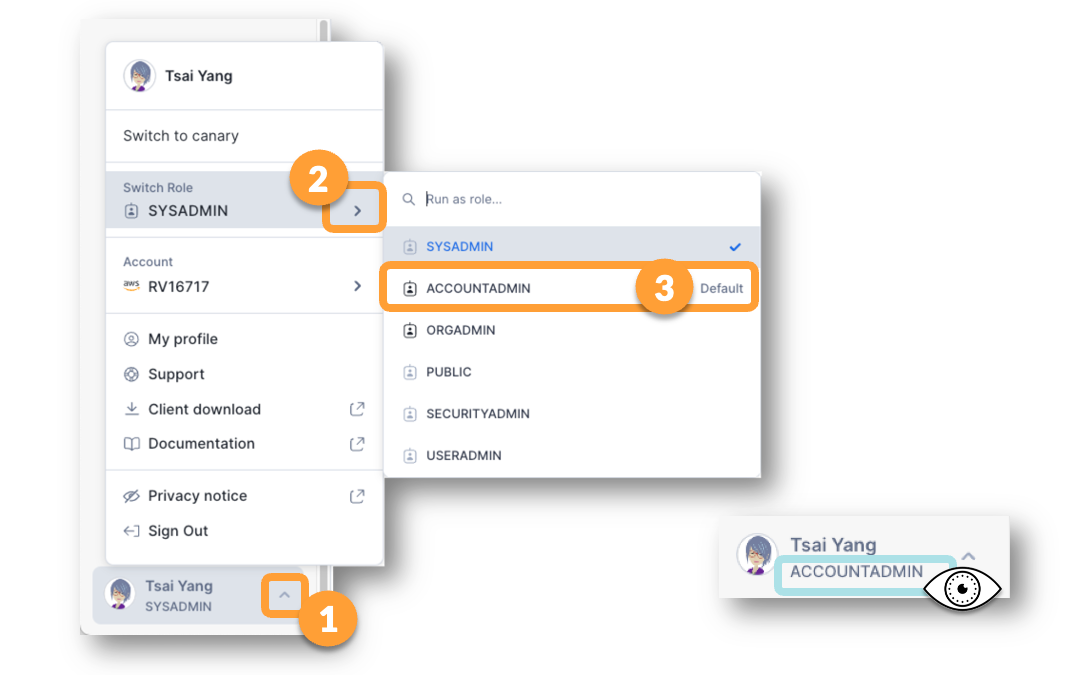 Tsai Yang
Switch to canary
Switch Role
SYSADMIN
2
Account
aws RV16717
My profile
Support
Client download
Documentation
Privacy notice
Sign Out
Tsai Yang
SYSADMIN
1
Run as role...
SYSADMIN
ACCOUNTADMIN 3 Default
ORGADMIN
PUBLIC
SECURITYADMIN
USERADMIN
Tsai Yang
ACCOUNTADMIN